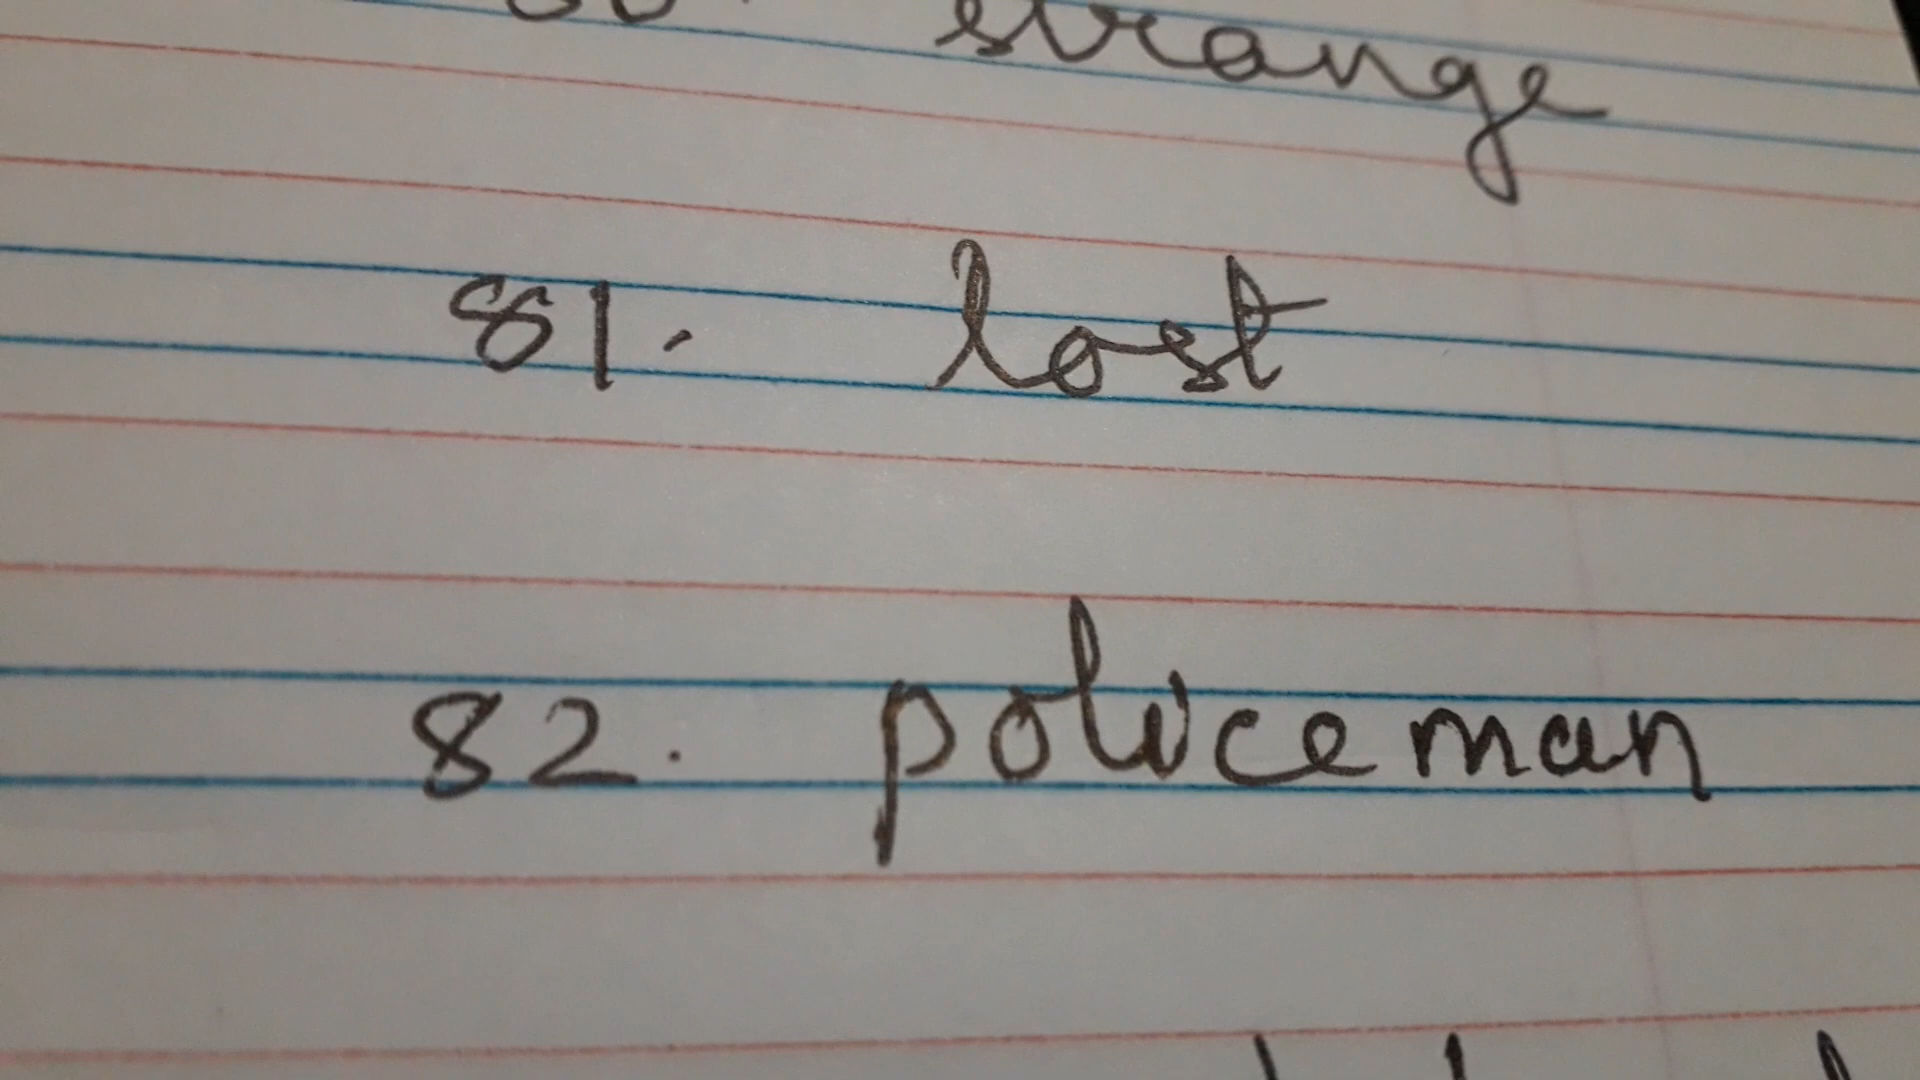 strange
81. lost
82. policeman